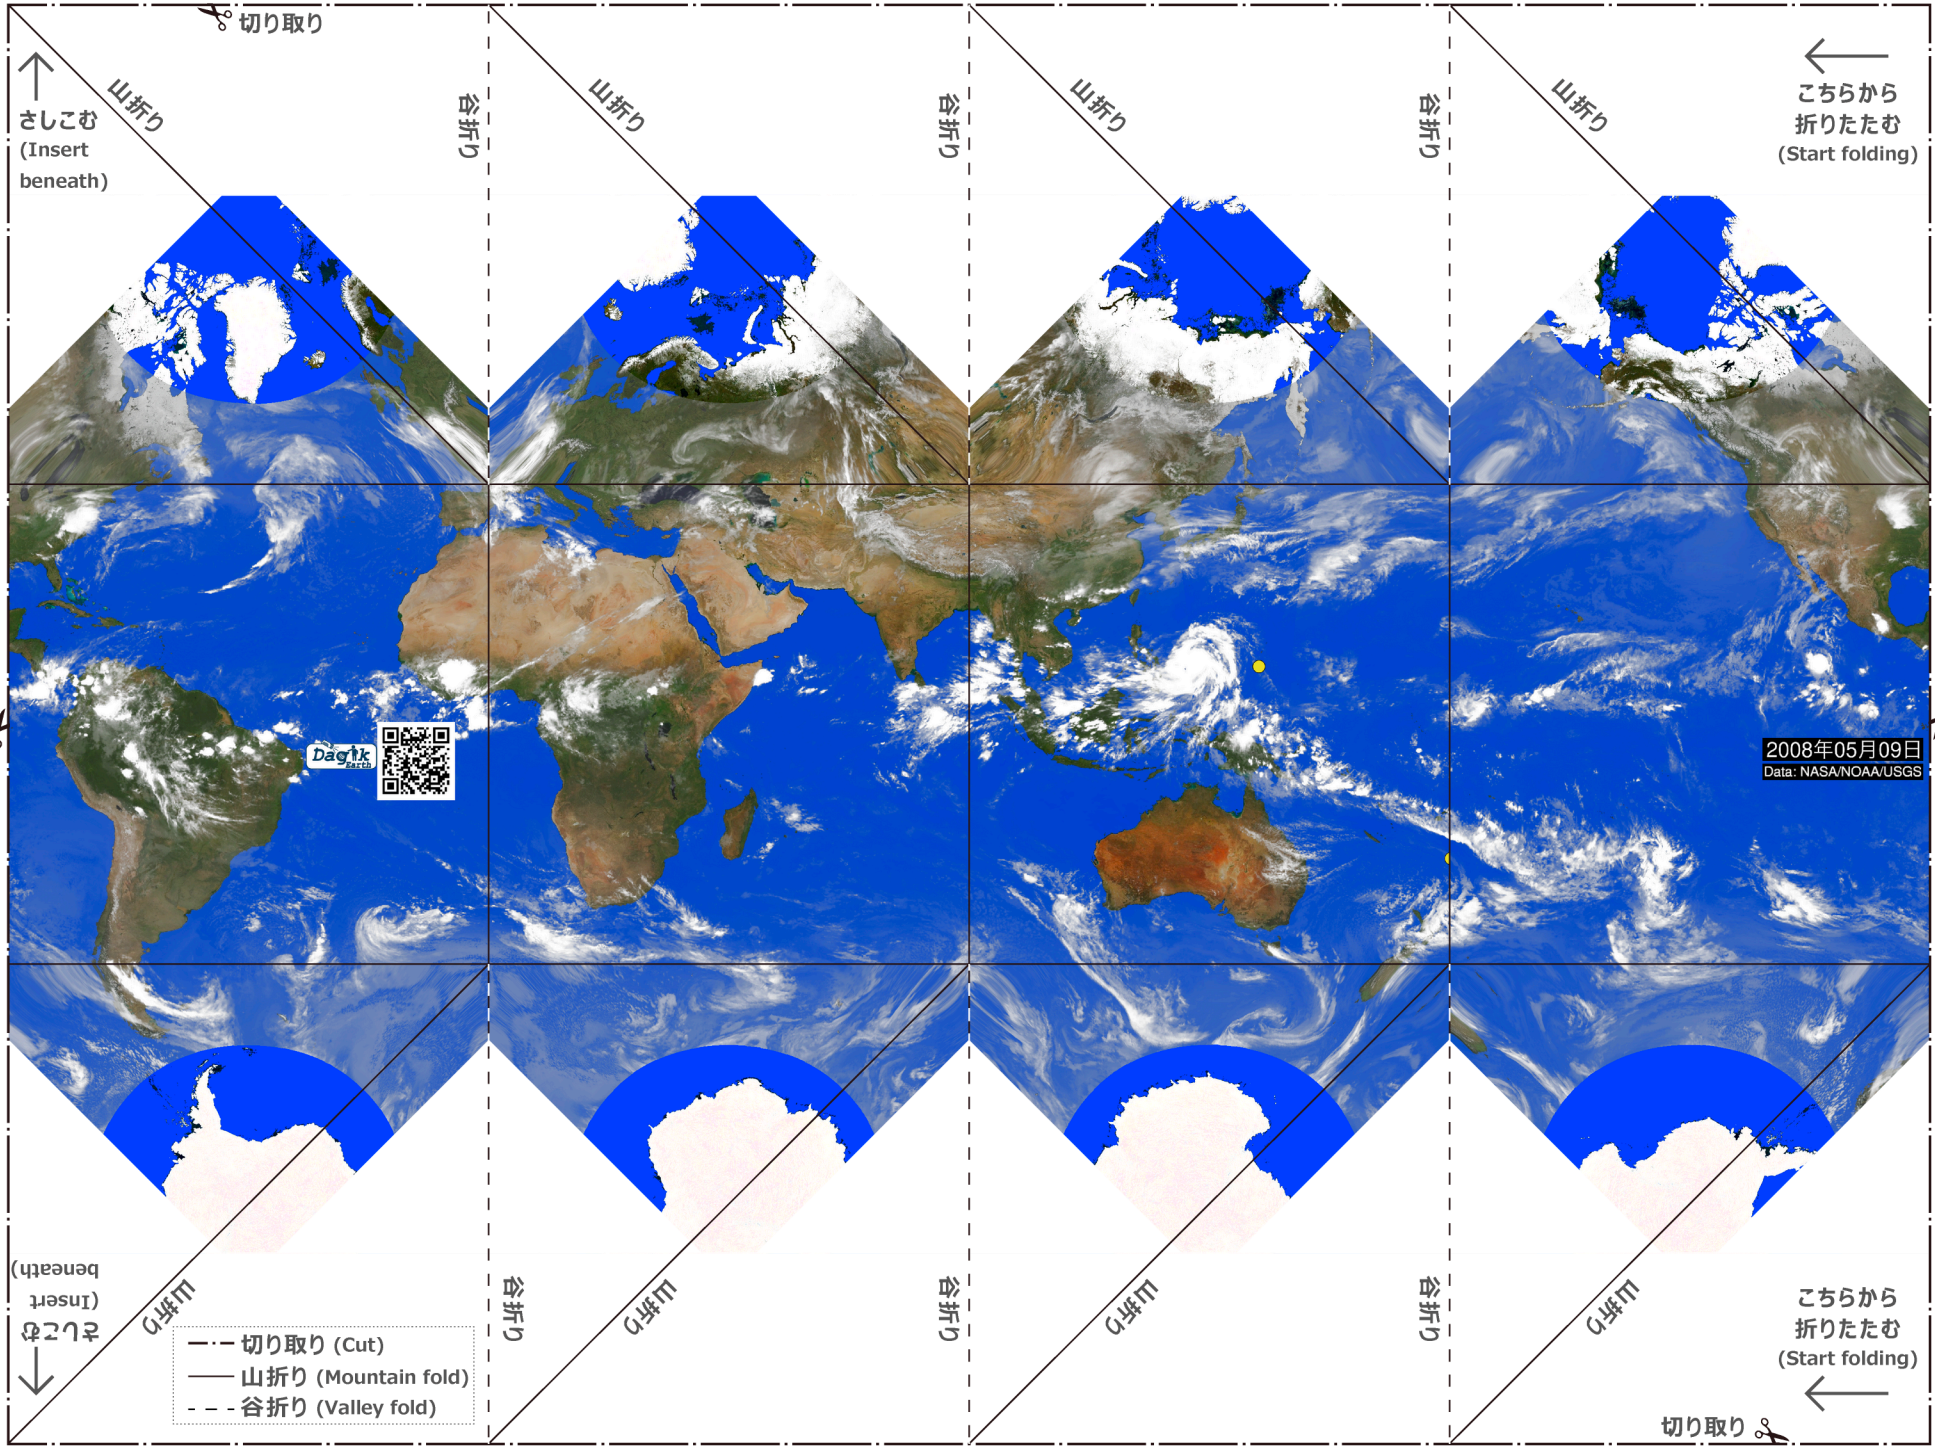 切り取り
さしこむ
(Insert
beneath)
山折り
谷折り
山折り
谷折り
山折り
谷折り
山折り
こちらから
折りたたむ
(Start folding)
Dagik
Earth
2008年05月09日
Data: NASA/NOAA/USGS
さしこむ
(Insert
beneath)
山折り
谷折り
山折り
谷折り
山折り
谷折り
山折り
こちらから
折りたたむ
(Start folding)
切り取り (Cut)
山折り (Mountain fold)
谷折り (Valley fold)
切り取り